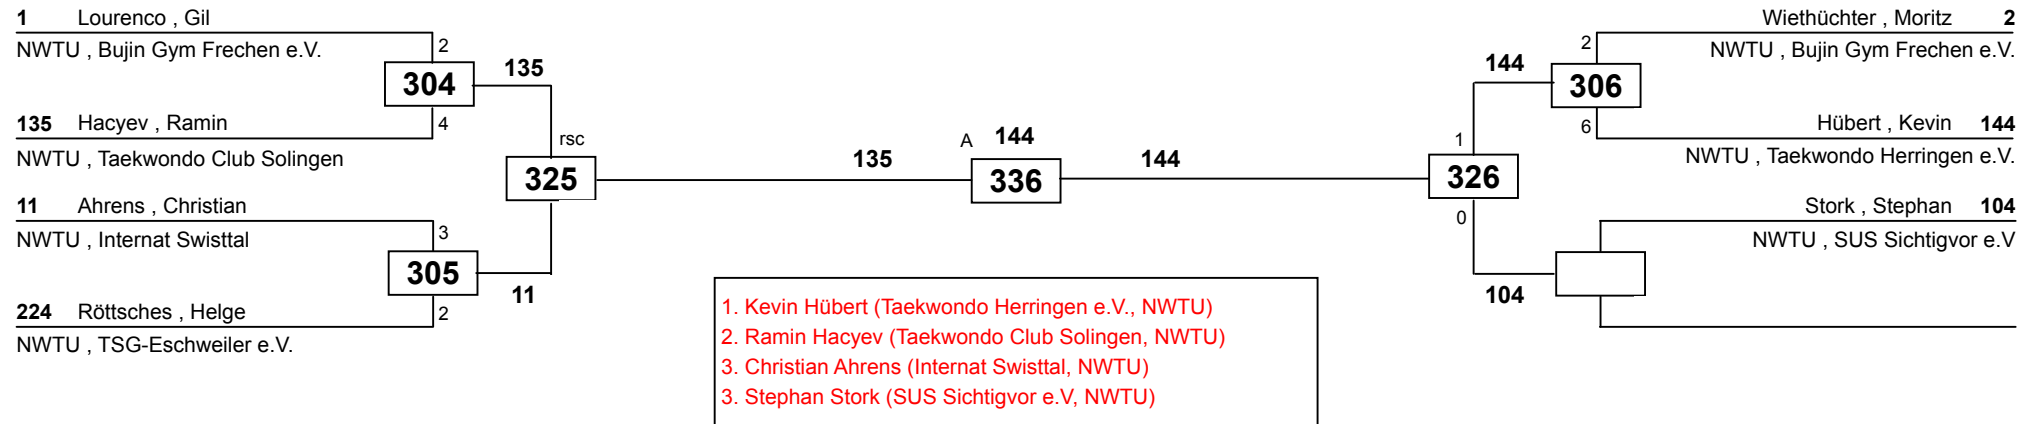 1 Lourenco , Gil
NWTU , Bujin Gym Frechen e.V.
2
304
135
4
135 Hacyev , Ramin
NWTU , Taekwondo Club Solingen
rsc
325
11 Ahrens , Christian
NWTU , Internat Swisttal
3
305
11
2
224 Röttsches , Helge
NWTU , TSG-Eschweiler e.V.
135
A 144
336
144
Wiethüchter , Moritz 2
NWTU , Bujin Gym Frechen e.V.
2
144
306
6
Hübert , Kevin 144
NWTU , Taekwondo Herringen e.V.
1
326
0
Stork , Stephan 104
NWTU , SUS Sichtigvor e.V
104
1. Kevin Hübert (Taekwondo Herringen e.V., NWTU)
2. Ramin Hacyev (Taekwondo Club Solingen, NWTU)
3. Christian Ahrens (Internat Swisttal, NWTU)
3. Stephan Stork (SUS Sichtigvor e.V, NWTU)